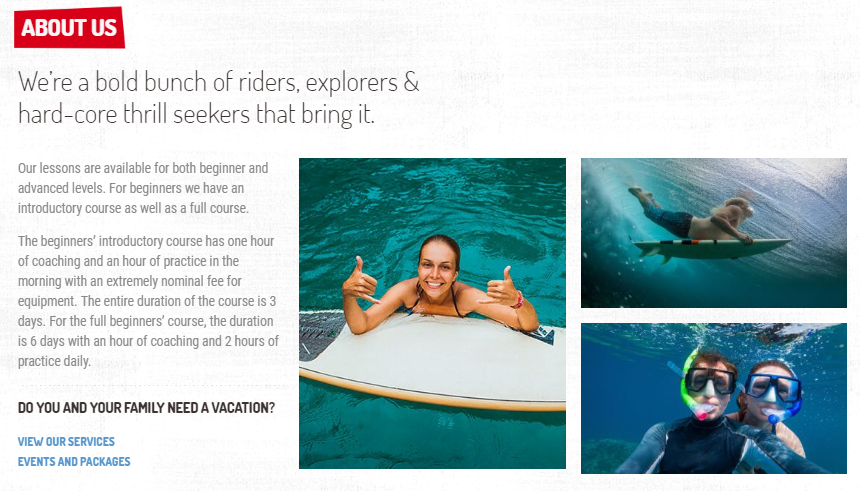 ABOUT US
We're a bold bunch of riders, explorers &
hard-core thrill seekers that bring it.
Our lessons are available for both beginner and
advanced levels. For beginners we have an
introductory course as well as a full course.
The beginners' introductory course has one hour
of coaching and an hour of practice in the
morning with an extremely nominal fee for
equipment. The entire duration of the course is 3
days. For the full beginners' course, the duration
is 6 days with an hour of coaching and 2 hours of
practice daily.
DO YOU AND YOUR FAMILY NEED A VACATION?
VIEW OUR SERVICES
EVENTS AND PACKAGES